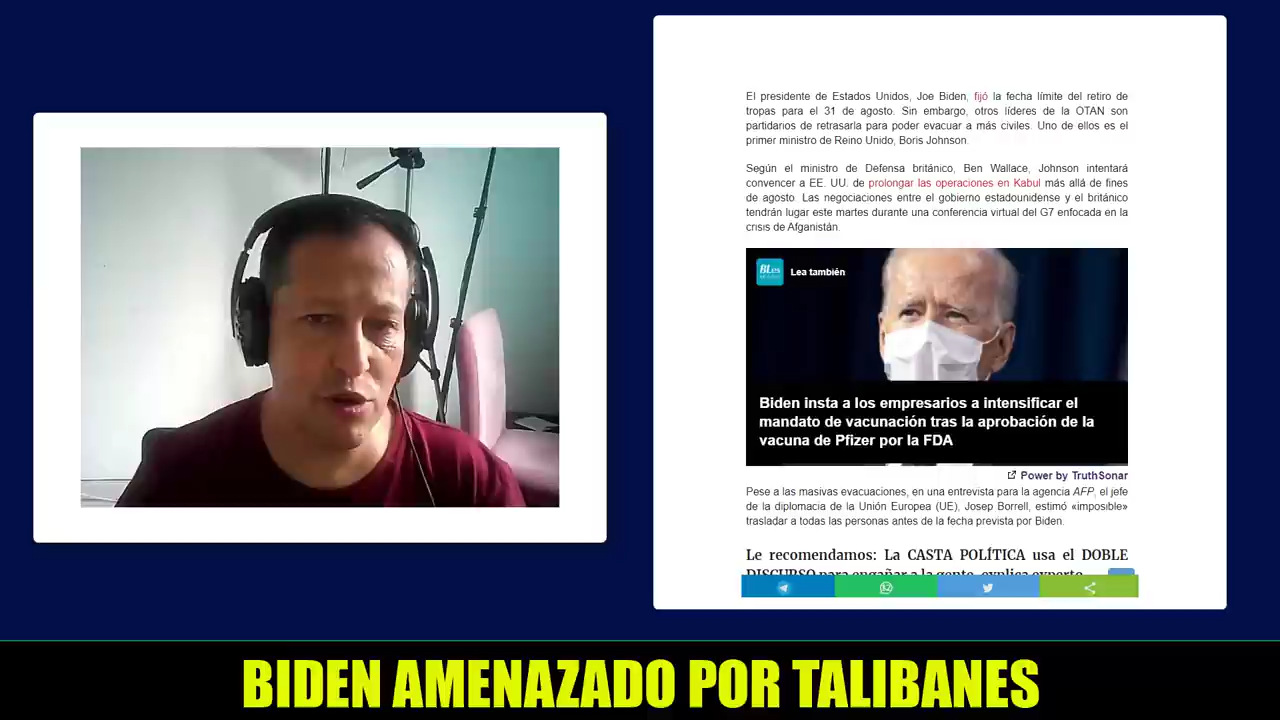 El presidente de Estados Unidos, Joe Biden, fijó la fecha límite del retiro de
tropas para el 31 de agosto. Sin embargo, otros líderes de la OTAN son
partidarios de retrasarla para poder evacuar a más civiles. Uno de ellos es el
primer ministro de Reino Unido, Boris Johnson.
Según el ministro de Defensa británico, Ben Wallace, Johnson intentará
convencer a EE. UU. de prolongar las operaciones en Kabul más allá de fines
de agosto. Las negociaciones entre el gobierno estadounidense y el británico
tendrán lugar este martes durante una conferencia virtual del G7 enfocada en la
crisis de Afganistán.
BLes
Lea también
Biden insta a los empresarios a intensificar el
mandato de vacunación tras la aprobación de la
vacuna de Pfizer por la FDA
Power by TruthSonar
Pese a las masivas evacuaciones, en una entrevista para la agencia AFP, el jefe
de la diplomacia de la Unión Europea (UE), Josep Borrell, estimó «imposible»
trasladar a todas las personas antes de la fecha prevista por Biden.
Le recomendamos: La CASTA POLÍTICA usa el DOBLE
DISCURSO para engañar a la gente, explica experto
BIDEN AMENAZADO POR TALIBANES